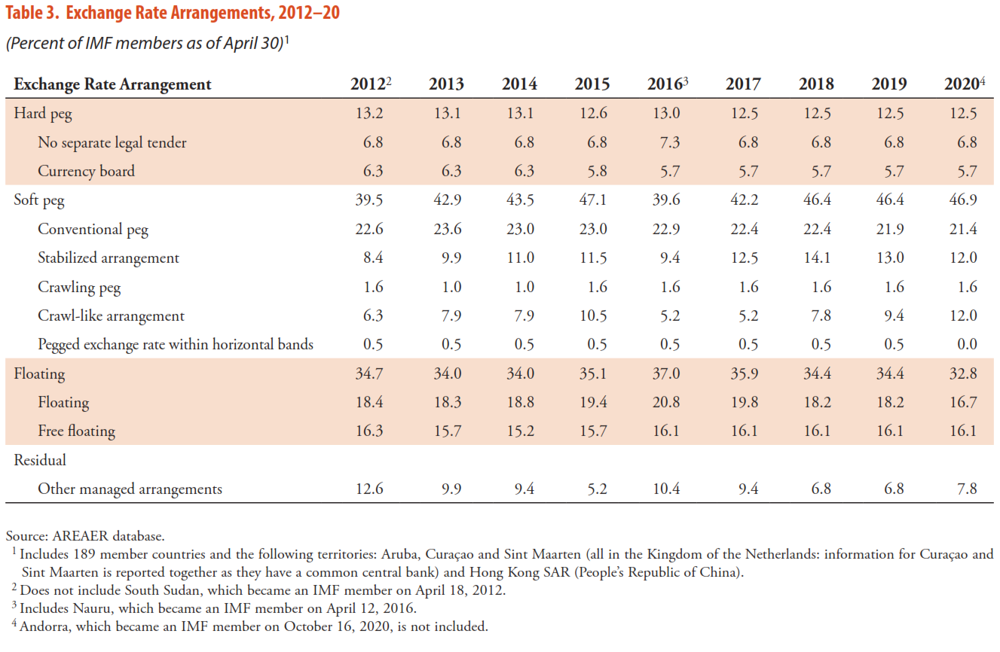 Table 3. Exchange Rate Arrangements, 2012–20
(Percent of IMF members as of April 30)1
Exchange Rate Arrangement 20122 2013 2014 2015 20163 2017 2018 2019 20204
Hard peg 13.2 13.1 13.1 12.6 13.0 12.5 12.5 12.5 12.5
No separate legal tender 6.8 6.8 6.8 6.8 7.3 6.8 6.8 6.8 6.8
Currency board 6.3 6.3 6.3 5.8 5.7 5.7 5.7 5.7 5.7
Soft peg 39.5 42.9 43.5 47.1 39.6 42.2 46.4 46.4 46.9
Conventional peg 22.6 23.6 23.0 23.0 22.9 22.4 22.4 21.9 21.4
Stabilized arrangement 8.4 9.9 11.0 11.5 9.4 12.5 14.1 13.0 12.0
Crawling peg 1.6 1.0 1.0 1.6 1.6 1.6 1.6 1.6 1.6
Crawl-like arrangement 6.3 7.9 7.9 10.5 5.2 5.2 7.8 9.4 12.0
Pegged exchange rate within horizontal bands 0.5 0.5 0.5 0.5 0.5 0.5 0.5 0.5 0.0
Floating 34.7 34.0 34.0 35.1 37.0 35.9 34.4 34.4 32.8
Floating 18.4 18.3 18.8 19.4 20.8 19.8 18.2 18.2 16.7
Free floating 16.3 15.7 15.2 15.7 16.1 16.1 16.1 16.1 16.1
Residual
Other managed arrangements 12.6 9.9 9.4 5.2 10.4 9.4 6.8 6.8 7.8
Source: AREAER database.
1 Includes 189 member countries and the following territories: Aruba, Curaçao and Sint Maarten (all in the Kingdom of the Netherlands: information for Curaçao and
Sint Maarten is reported together as they have a common central bank) and Hong Kong SAR (People's Republic of China).
2 Does not include South Sudan, which became an IMF member on April 18, 2012.
3 Includes Nauru, which became an IMF member on April 12, 2016.
4 Andorra, which became an IMF member on October 16, 2020, is not included.